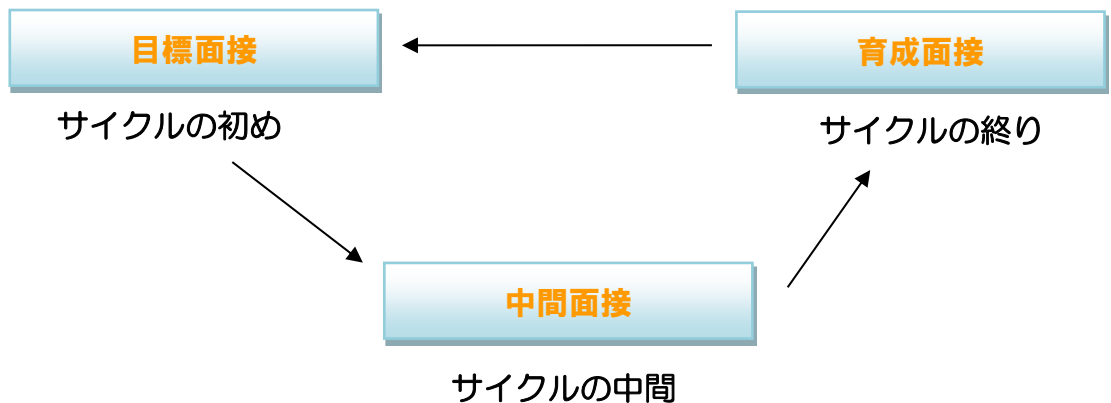 目標面接
育成面接
サイクルの初め
サイクルの終り
中間面接
サイクルの中間